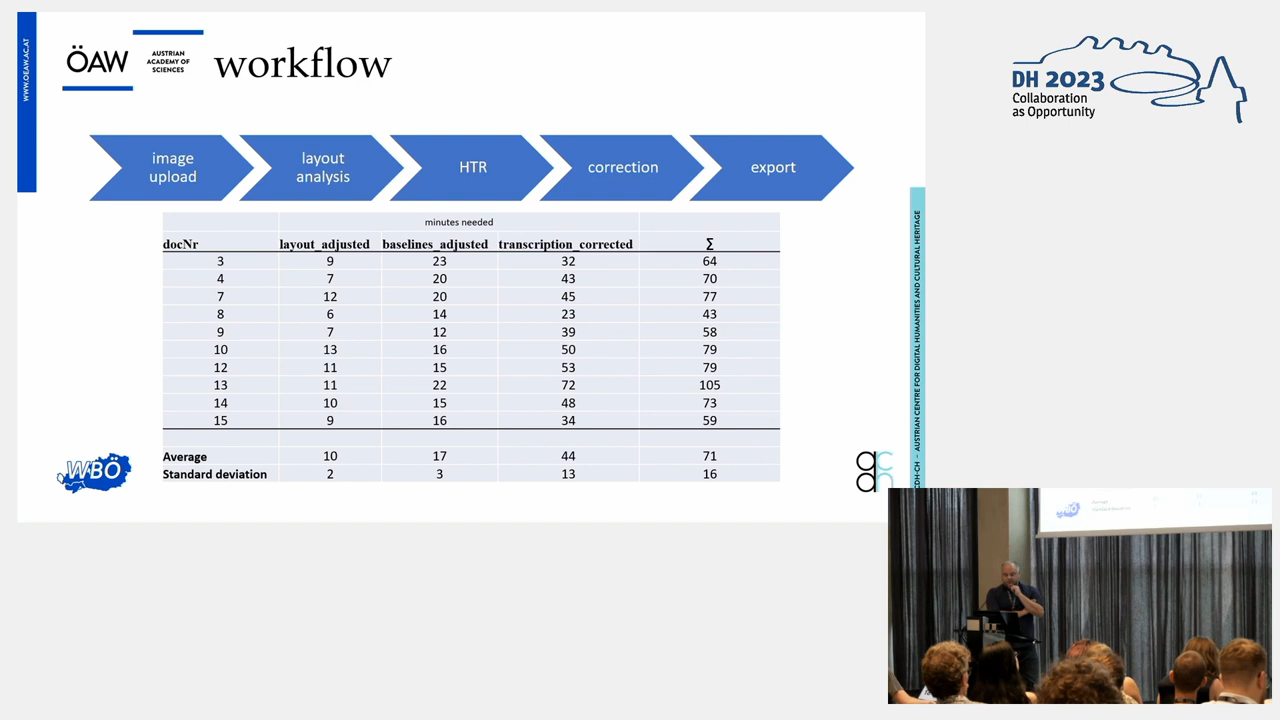 WWW.OEAW.AC.AT
ÖAW
AUSTRIAN
ACADEMY OF
SCIENCES
workflow
DH 2023
Collaboration
as Opportunity
image
upload
layout
analysis
HTR
correction
export
minutes needed
docNr layout_adjusted baselines_adjusted transcription_corrected Σ
3 9 23 32 64
4 7 20 43 70
7 12 20 45 77
8 6 14 23 43
9 7 12 39 58
10 13 16 50 79
12 11 15 53 79
13 11 22 72 105
14 10 15 48 73
15 9 16 34 59
Average 10 17 44 71
Standard deviation 2 3 13 16
WBÖ
ac
dh
CDH-CH – AUSTRIAN CENTRE FOR DIGITAL HUMANITIES AND CULTURAL HERITAGE
WBÖ